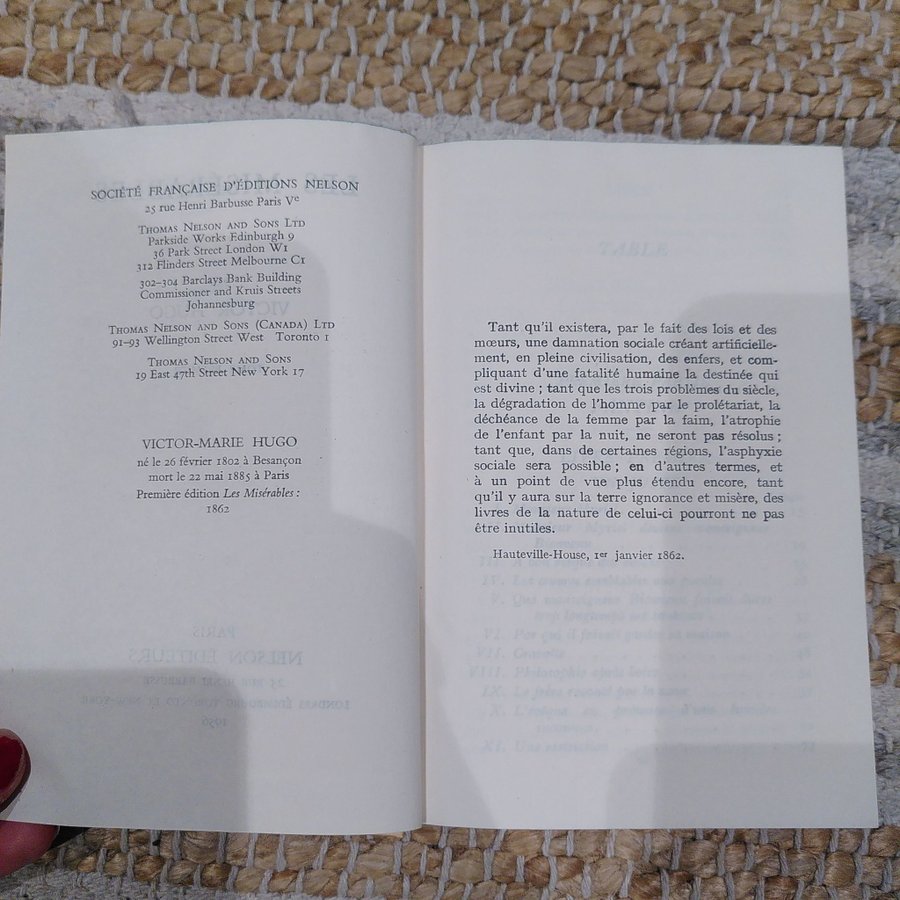 SOCIÉTÉ FRANÇAISE D'ÉDITIONS NELSON
25 rue Henri Barbusse Paris Ve
Thomas Nelson and Sons Ltd
Parkside Works Edinburgh 9
36 Park Street London W1
312 Flinders Street Melbourne C1
302–304 Barclays Bank Building
Commissioner and Kruis Streets
Johannesburg
Thomas Nelson and Sons (Canada) Ltd
91–93 Wellington Street West Toronto 1
Thomas Nelson and Sons
19 East 47th Street New York 17
VICTOR-MARIE HUGO
né le 26 février 1802 à Besançon
mort le 22 mai 1885 à Paris
Première édition Les Misérables :
1862
Tant qu'il existera, par le fait des lois et des
mœurs, une damnation sociale créant artificielle-
ment, en pleine civilisation, des enfers, et com-
pliquant d'une fatalité humaine la destinée qui
est divine ; tant que les trois problèmes du siècle,
la dégradation de l'homme par le prolétariat, la
déchéance de la femme par la faim, l'atrophie
de l'enfant par la nuit, ne seront pas résolus ;
tant que, dans de certaines régions, l'asphyxie
sociale sera possible ; en d'autres termes, et
à un point de vue plus étendu encore, tant
qu'il y aura sur la terre ignorance et misère, des
livres de la nature de celui-ci pourront ne pas
être inutiles.
Hauteville-House, 1er janvier 1862.